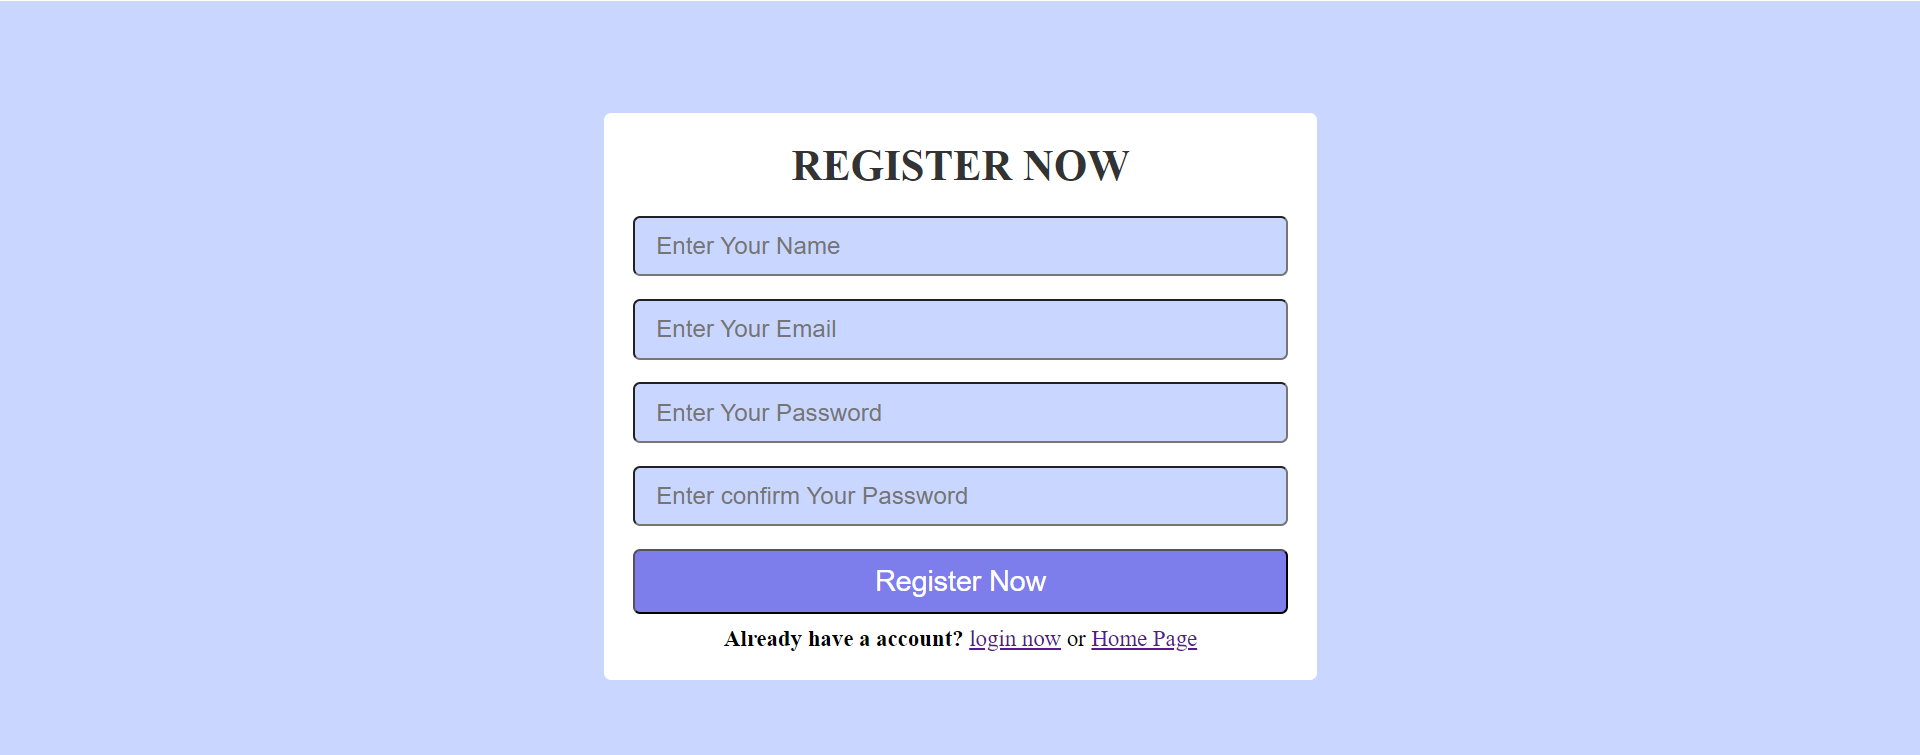 REGISTER NOW
Enter Your Name
Enter Your Email
Enter Your Password
Enter confirm Your Password
Register Now
Already have a account? login now or Home Page